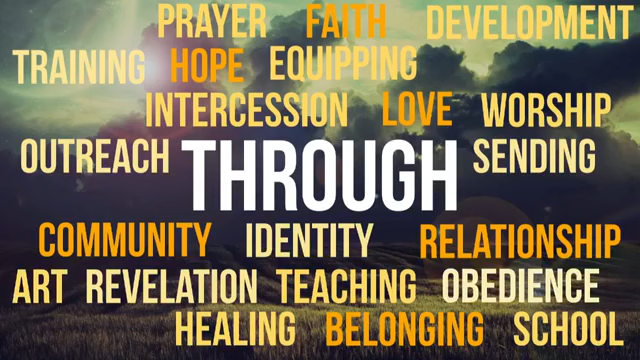 PRAYER FAITH DEVELOPMENT
TRAINING HOPE EQUIPPING
INTERCESSION LOVE WORSHIP
OUTREACH THROUGH SENDING
COMMUNITY IDENTITY RELATIONSHIP
ART REVELATION TEACHING OBEDIENCE
HEALING BELONGING SCHOOL